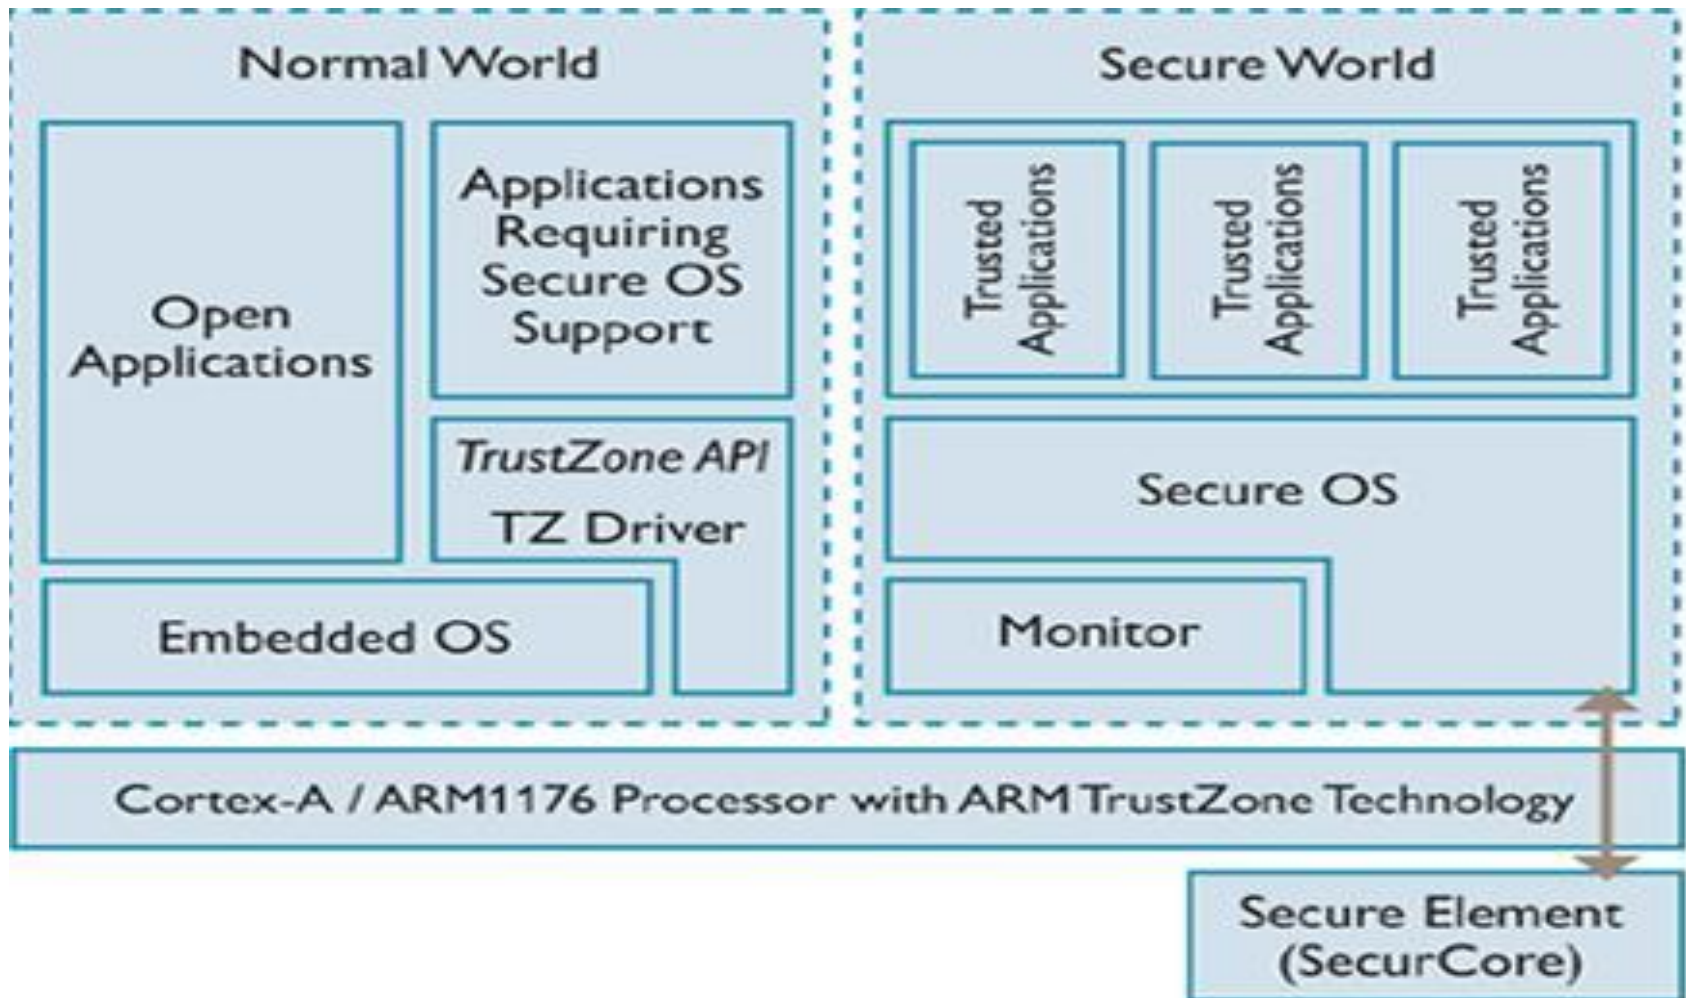 Normal World
Open
Applications
Applications
Requiring
Secure OS
Support
TrustZone API
TZ Driver
Embedded OS
Secure World
Trusted
Applications
Trusted
Applications
Trusted
Applications
Secure OS
Monitor
Cortex-A / ARM1176 Processor with ARM TrustZone Technology
Secure Element
(SecurCore)